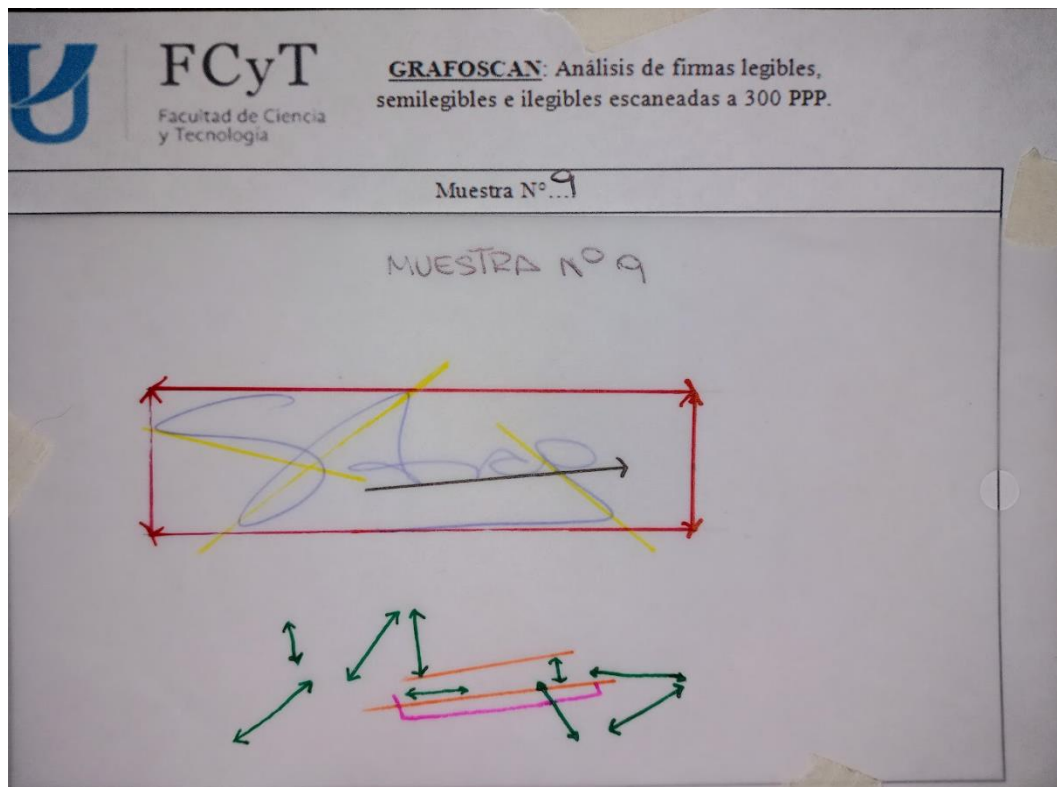 FCyT
Facultad de Ciencia
y Tecnología
GRAFOSCAN: Análisis de firmas legibles,
semilegibles e ilegibles escaneadas a 300 PPP.
Muestra N°...9
MUESTRA Nº 9